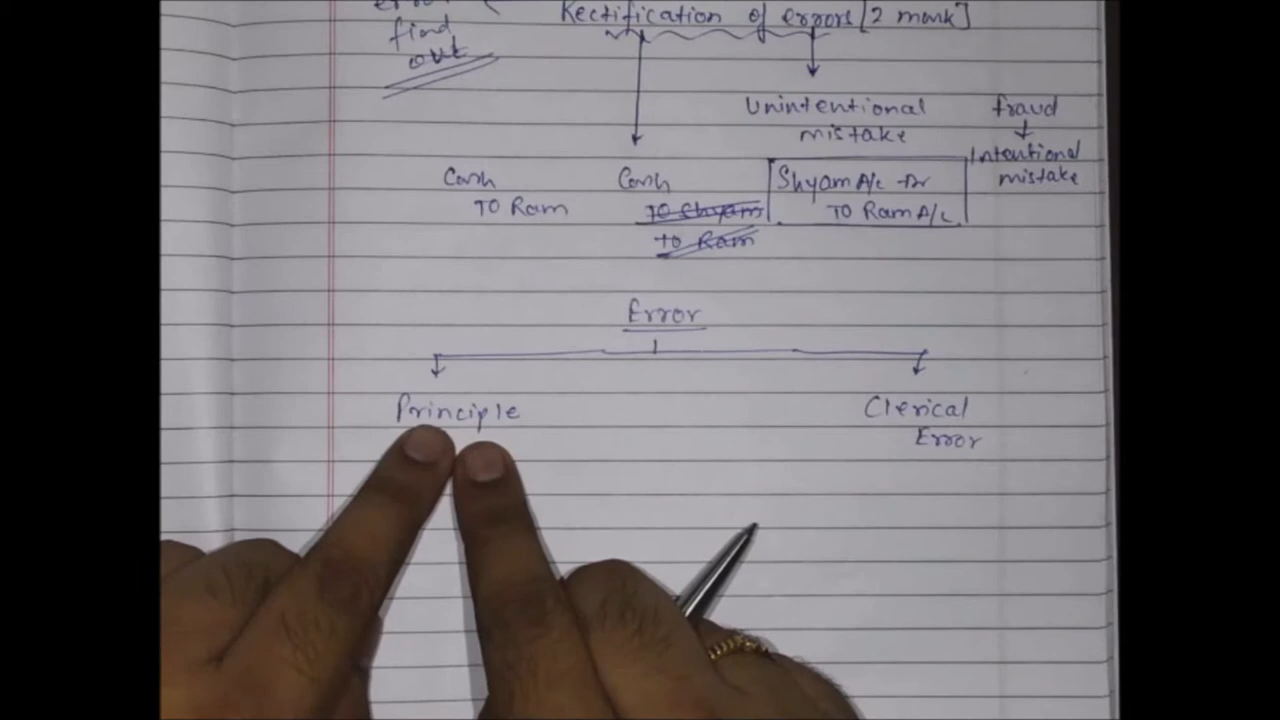 find
out
Rectification of errors [2 mark]
Unintentional
mistake
fraud
Intentional
mistake
Cash
TO Ram
Cash
TO Shyam
to Ram
Shyam A/c Dr
TO Ram A/c
Error
Principle
Clerical
Error